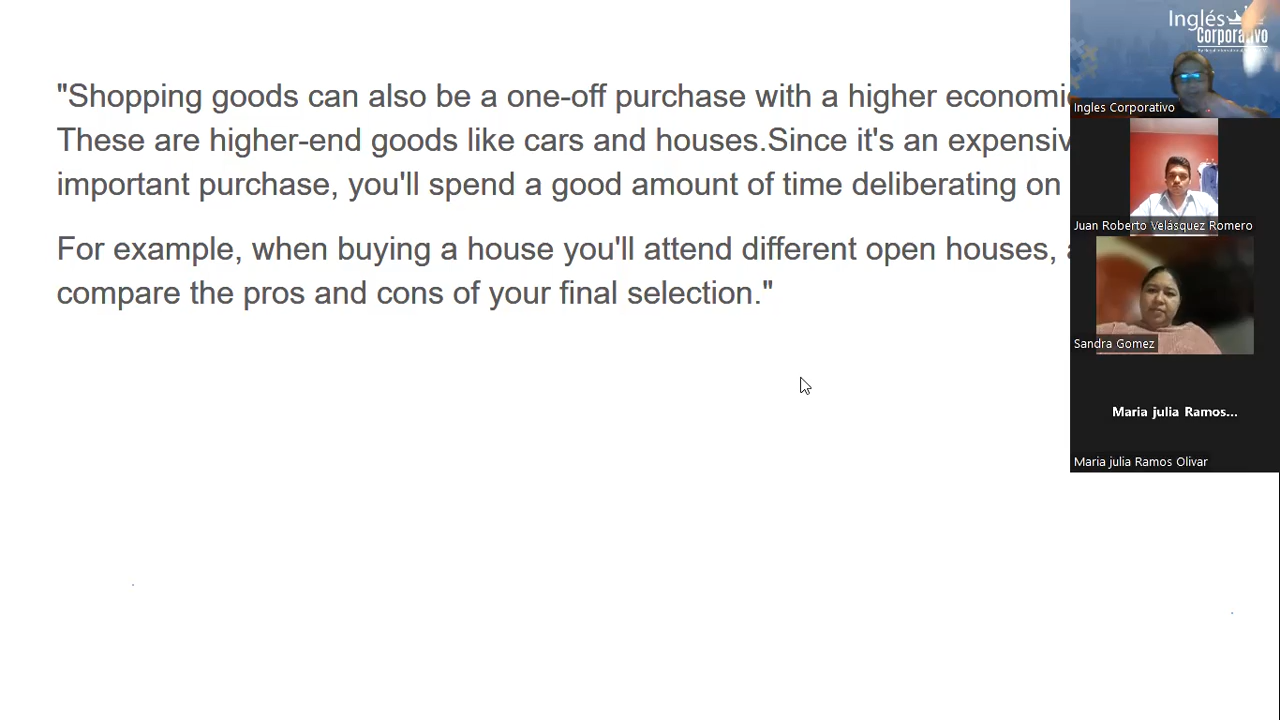 "Shopping goods can also be a one-off purchase with a higher economi
These are higher-end goods like cars and houses.Since it's an expensiv
important purchase, you'll spend a good amount of time deliberating on
For example, when buying a house you'll attend different open houses,
compare the pros and cons of your final selection."
Inglés
Corporativo
Ingles Corporativo
Juan Roberto Velásquez Romero
Sandra Gomez
Maria julia Ramos...
Maria julia Ramos Olivar